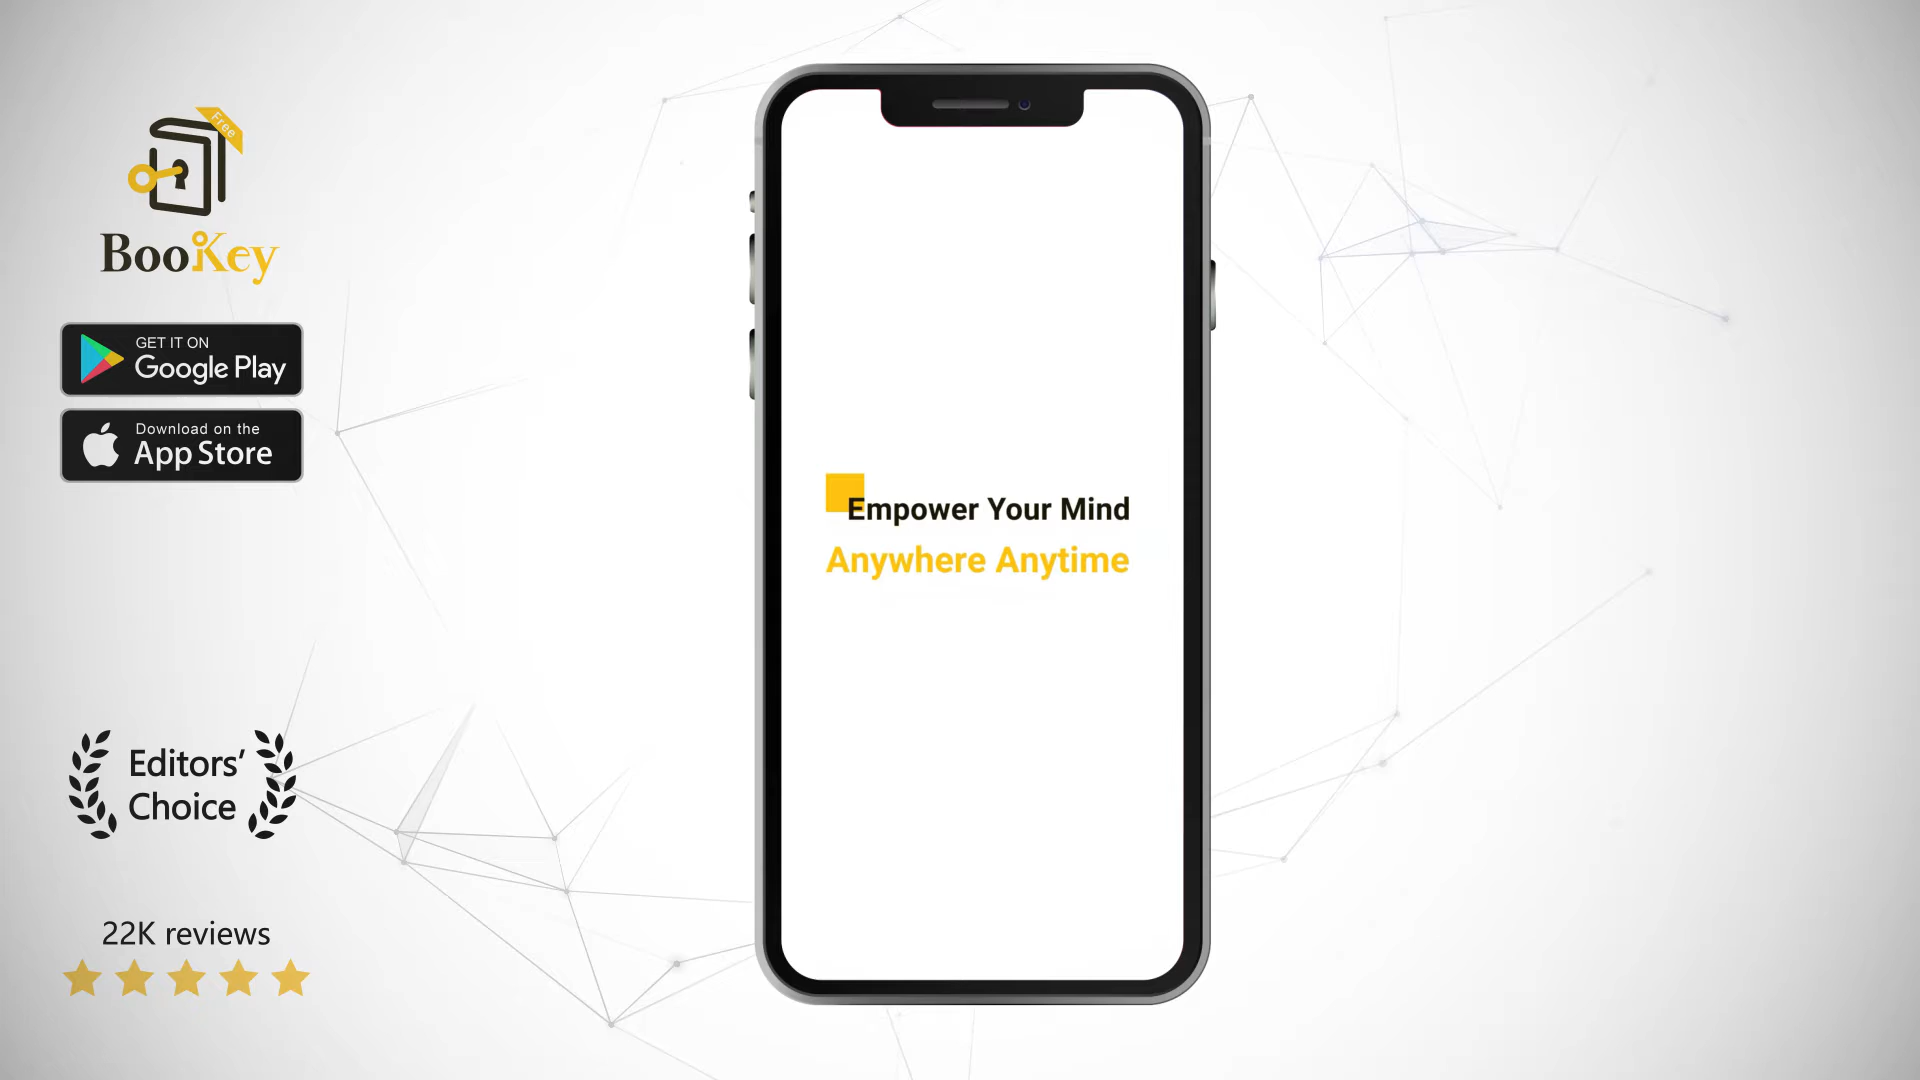 Free
BooKey
GET IT ON
Google Play
Download on the
App Store
Empower Your Mind
Anywhere Anytime
Editors’
Choice
22K reviews